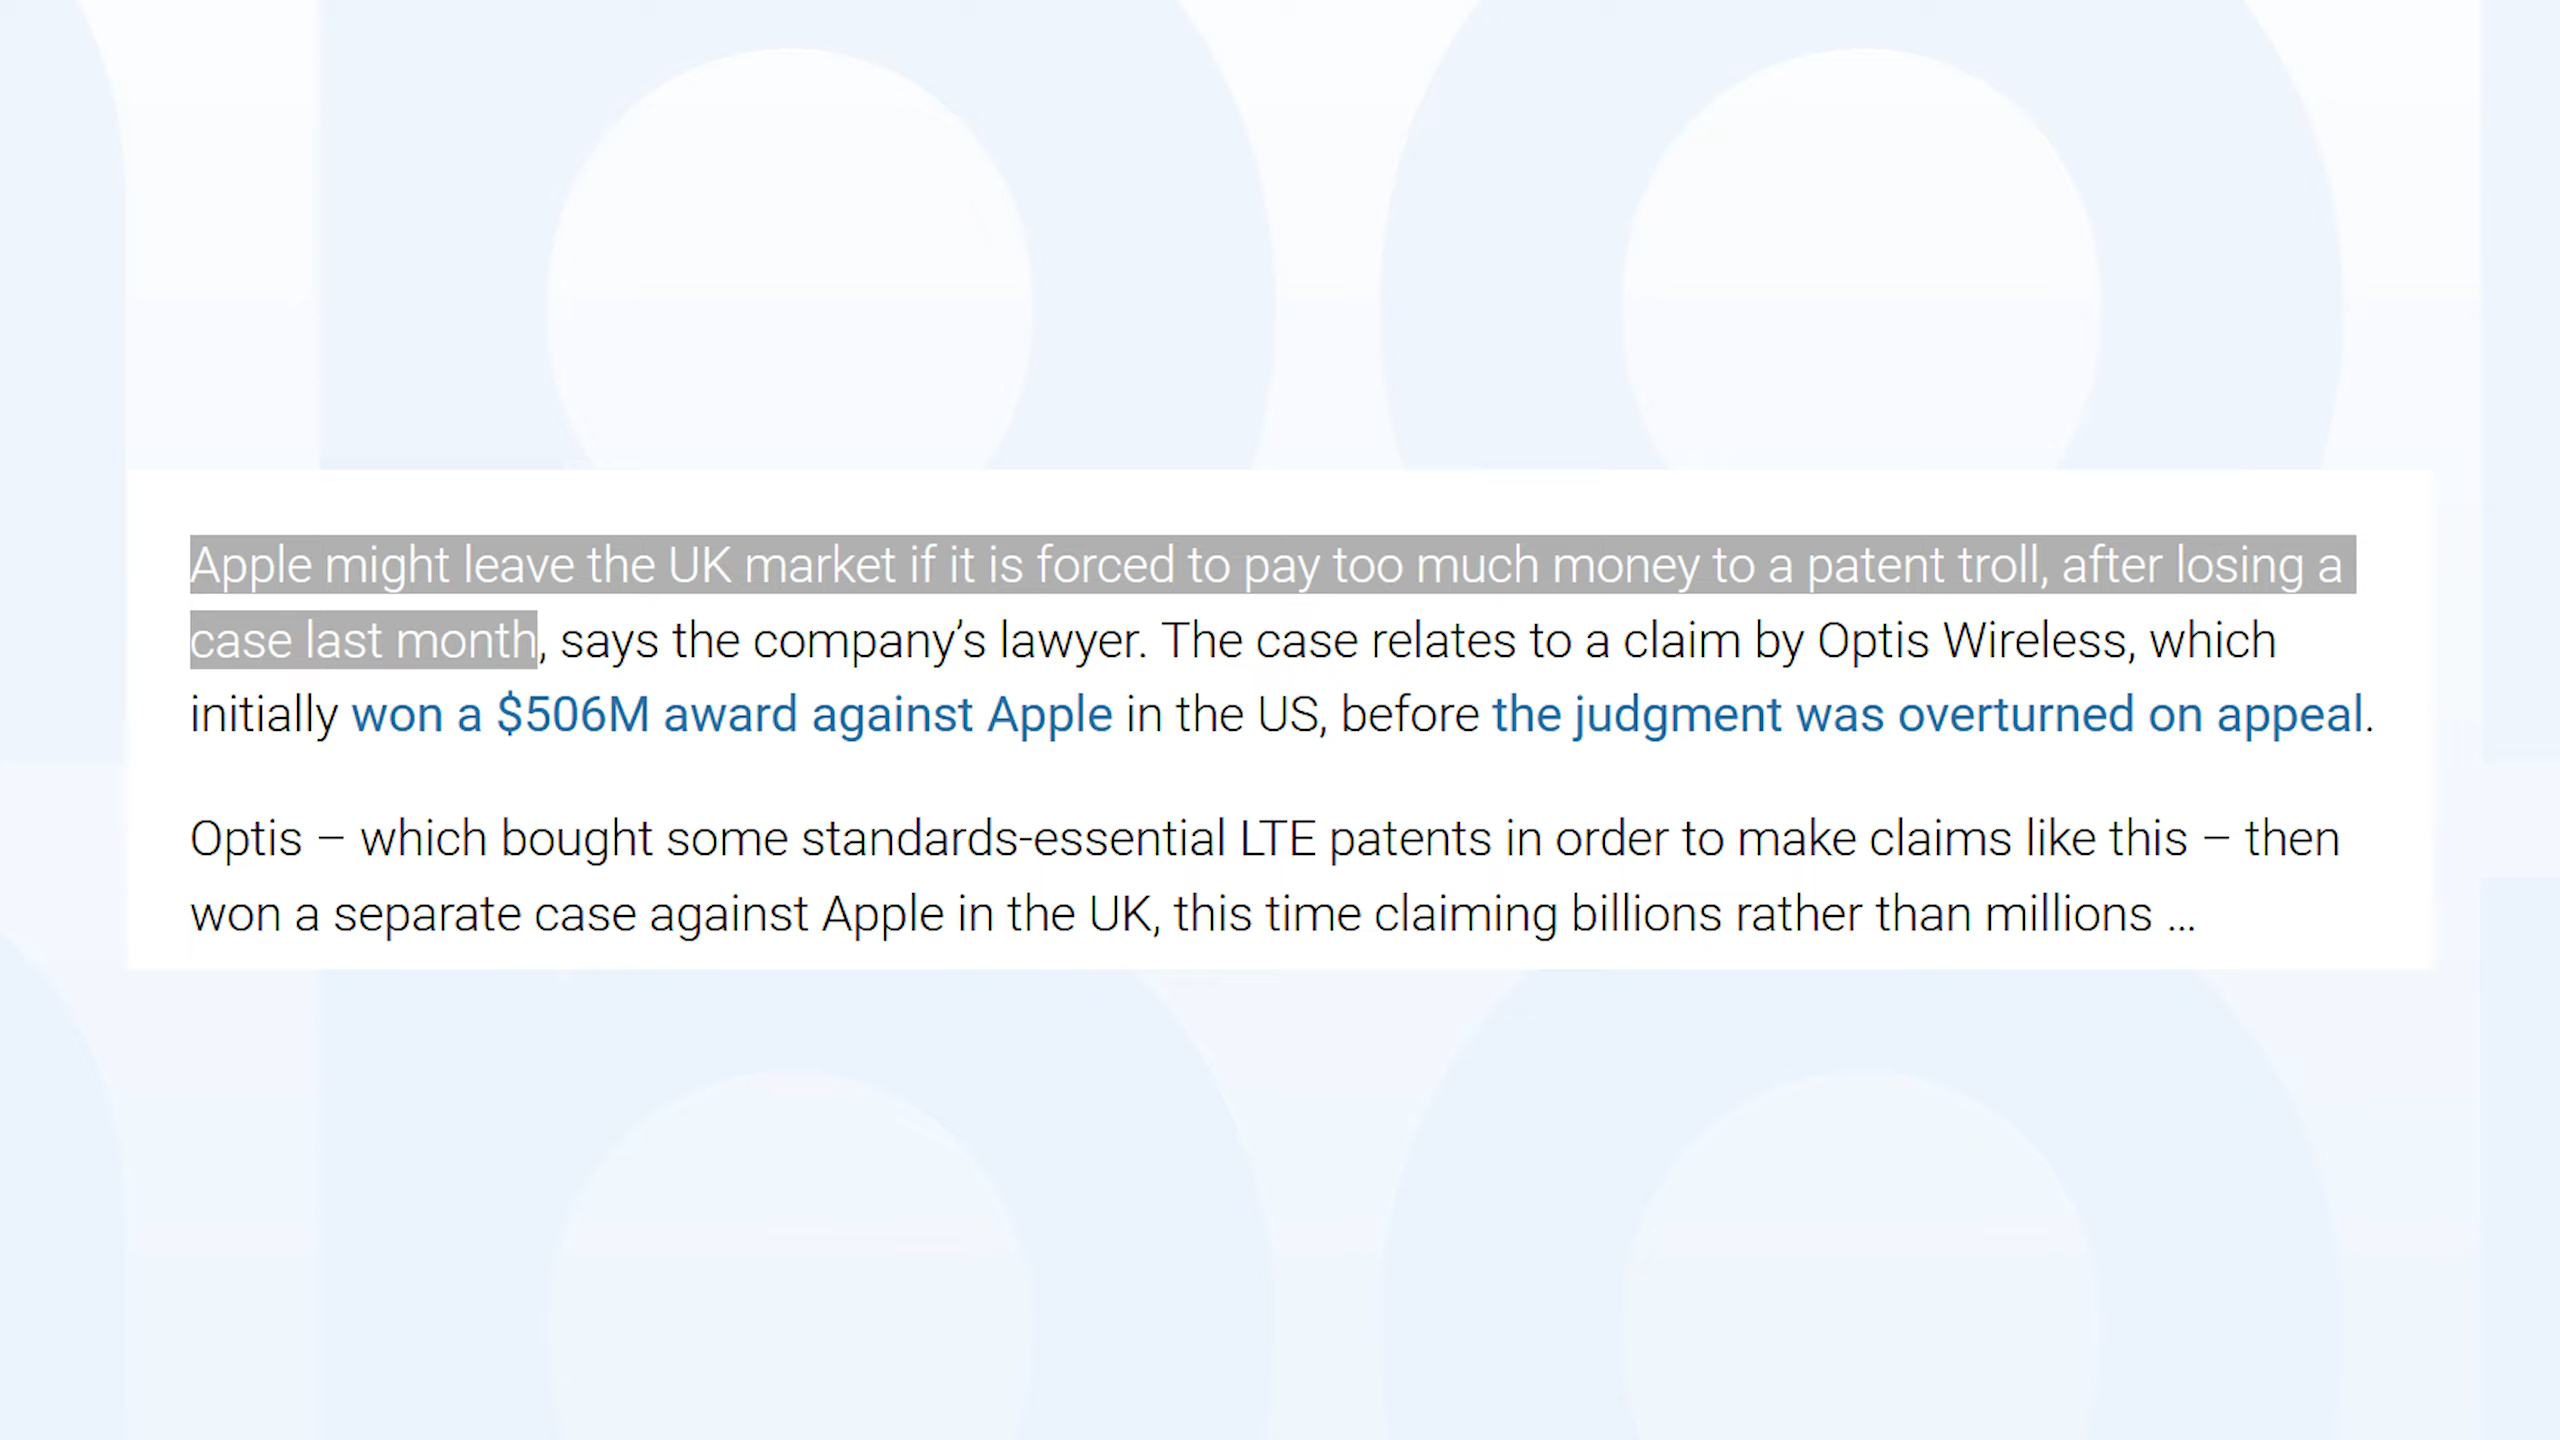 Apple might leave the UK market if it is forced to pay too much money to a patent troll, after losing a
case last month, says the company’s lawyer. The case relates to a claim by Optis Wireless, which
initially won a $506M award against Apple in the US, before the judgment was overturned on appeal.
Optis – which bought some standards-essential LTE patents in order to make claims like this – then
won a separate case against Apple in the UK, this time claiming billions rather than millions …